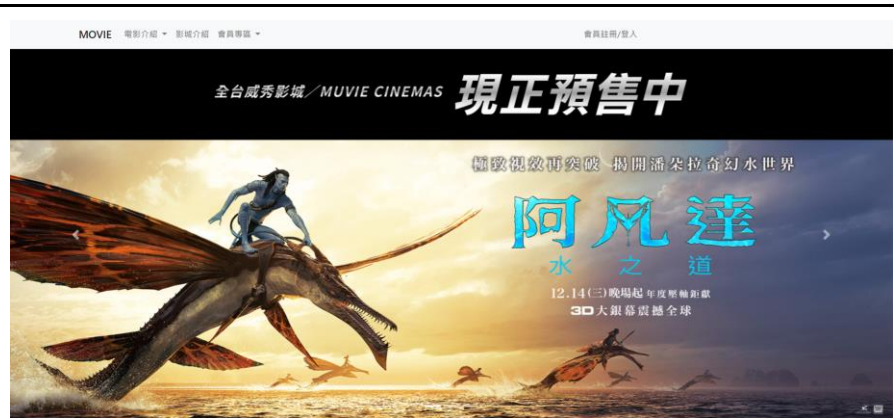 MOVIE 電影介紹 影城介紹 會員專區 會員註冊/登入
全台威秀影城／MUVIE CINEMAS 現正預售中
極致視效再突破 揭開潘朵拉奇幻水世界
阿凡達
水之道
12.14(三)晚場起 年度壓軸鉅獻
3D大銀幕震撼全球